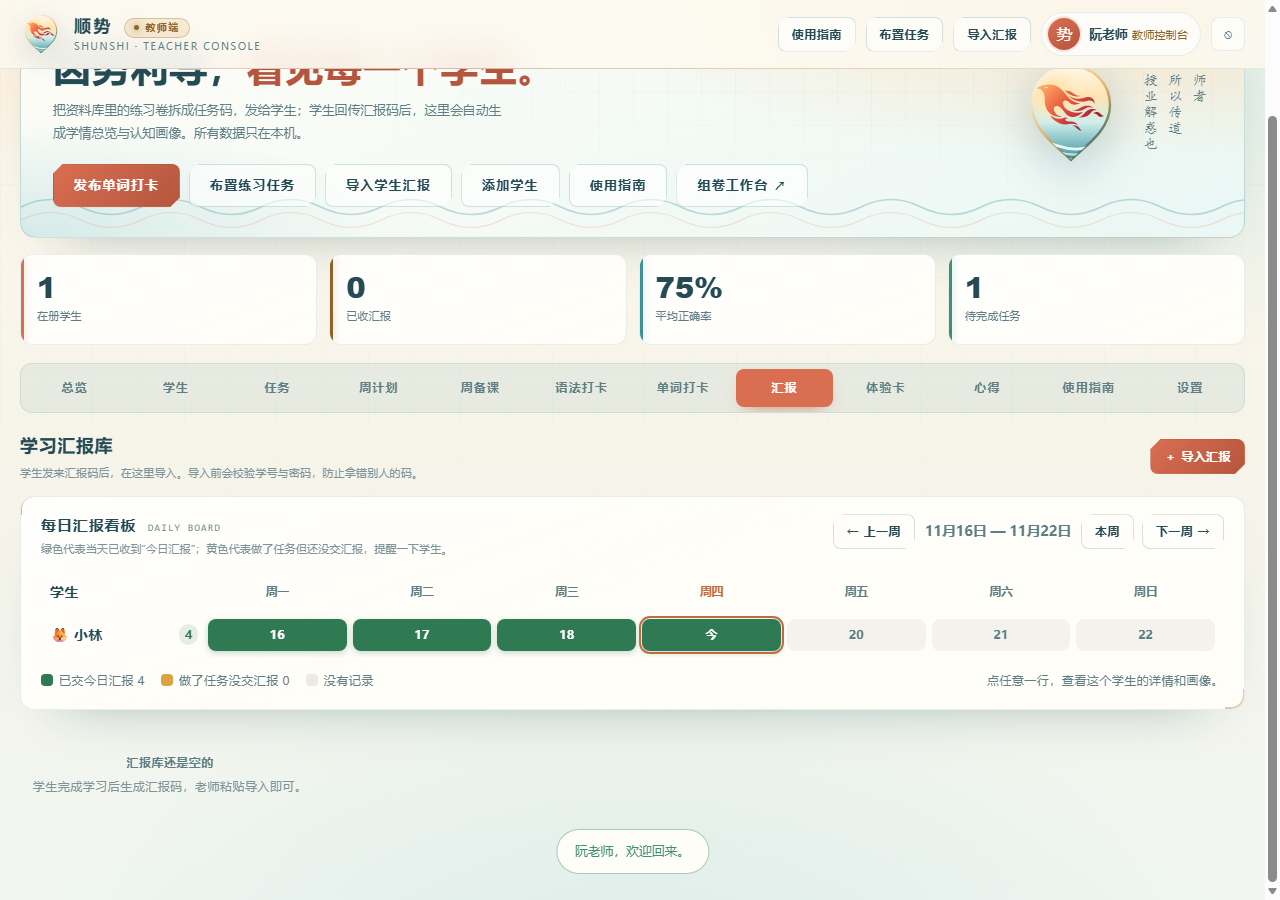 顺势
教师端
SHUNSHI · TEACHER CONSOLE
使用指南
布置任务
导入汇报
势
阮老师 教师控制台
因势利导，看见每一个学生。
把资料库里的练习卷拆成任务码，发给学生；学生回传汇报码后，这里会自动生
成学情总览与认知画像。所有数据只在本机。
师者
所以传道
授业解惑也
发布单词打卡
布置练习任务
导入学生汇报
添加学生
使用指南
组卷工作台 ↗
1
在册学生
0
已收汇报
75%
平均正确率
1
待完成任务
总览
学生
任务
周计划
周备课
语法打卡
单词打卡
汇报
体验卡
心得
使用指南
设置
学习汇报库
学生发来汇报码后，在这里导入。导入前会校验学号与密码，防止拿错别人的码。
+ 导入汇报
每日汇报看板 DAILY BOARD
绿色代表当天已收到“今日汇报”；黄色代表做了任务但还没交汇报，提醒一下学生。
← 上一周
11月16日 — 11月22日
本周
下一周 →
学生 周一 周二 周三 周四 周五 周六 周日
小林 4 16 17 18 今 20 21 22
已交今日汇报 4 做了任务没交汇报 0 没有记录
点任意一行，查看这个学生的详情和画像。
汇报库还是空的
学生完成学习后生成汇报码，老师粘贴导入即可。
阮老师，欢迎回来。